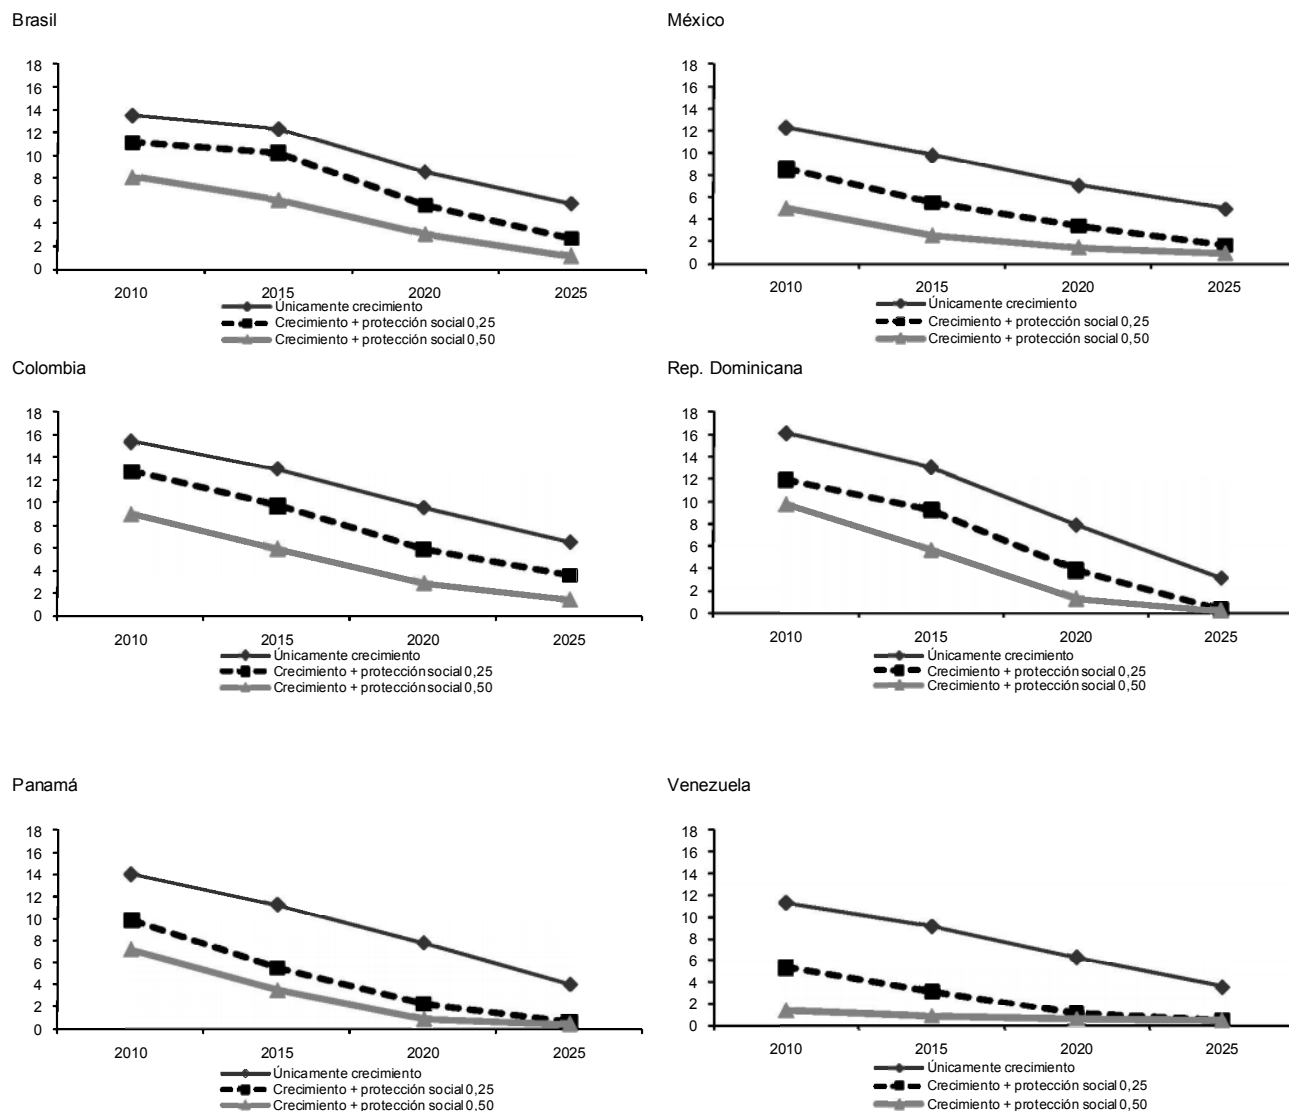 Brasil
18
16
14
12
10
8
6
4
2
0
2010 2015 2020 2025
Únicamente crecimiento
Crecimiento + protección social 0,25
Crecimiento + protección social 0,50
México
18
16
14
12
10
8
6
4
2
0
2010 2015 2020 2025
Únicamente crecimiento
Crecimiento + protección social 0,25
Crecimiento + protección social 0,50
Colombia
18
16
14
12
10
8
6
4
2
0
2010 2015 2020 2025
Únicamente crecimiento
Crecimiento + protección social 0,25
Crecimiento + protección social 0,50
Rep. Dominicana
18
16
14
12
10
8
6
4
2
0
2010 2015 2020 2025
Únicamente crecimiento
Crecimiento + protección social 0,25
Crecimiento + protección social 0,50
Panamá
18
16
14
12
10
8
6
4
2
0
2010 2015 2020 2025
Únicamente crecimiento
Crecimiento + protección social 0,25
Crecimiento + protección social 0,50
Venezuela
18
16
14
12
10
8
6
4
2
0
2010 2015 2020 2025
Únicamente crecimiento
Crecimiento + protección social 0,25
Crecimiento + protección social 0,50